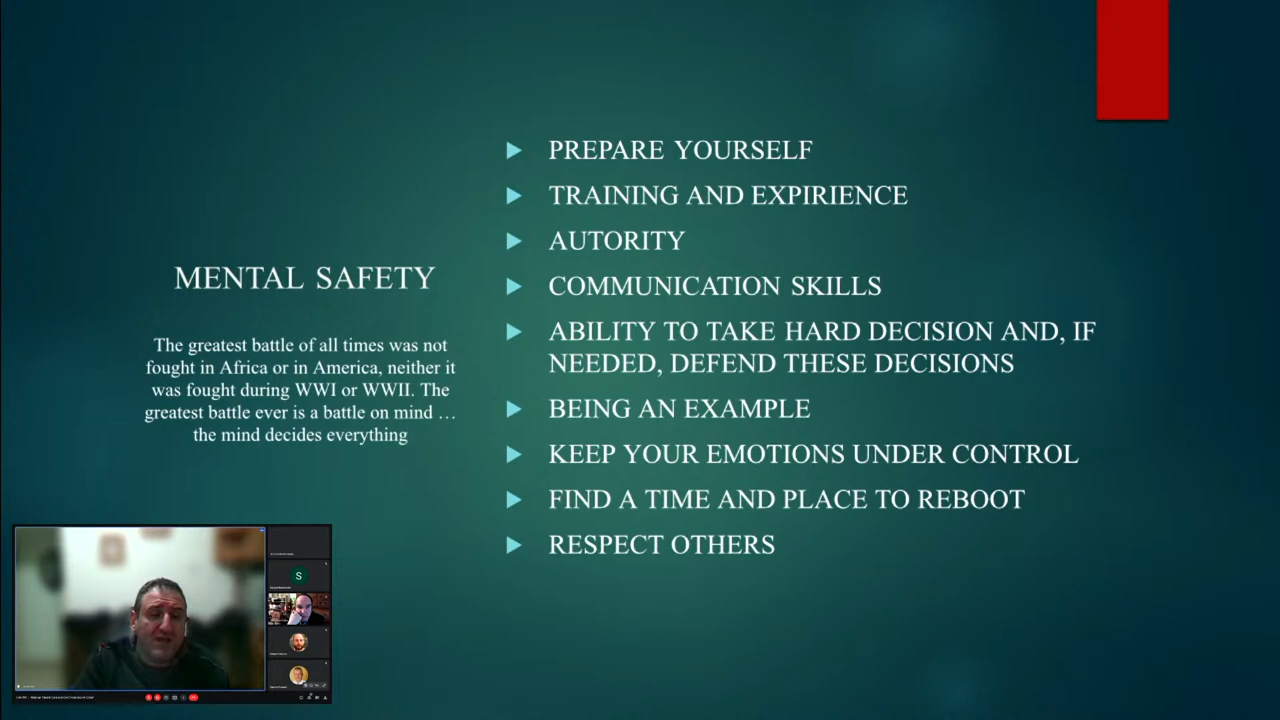 MENTAL SAFETY
The greatest battle of all times was not
fought in Africa or in America, neither it
was fought during WWI or WWII. The
greatest battle ever is a battle on mind …
the mind decides everything
PREPARE YOURSELF
TRAINING AND EXPIRIENCE
AUTORITY
COMMUNICATION SKILLS
ABILITY TO TAKE HARD DECISION AND, IF
NEEDED, DEFEND THESE DECISIONS
BEING AN EXAMPLE
KEEP YOUR EMOTIONS UNDER CONTROL
FIND A TIME AND PLACE TO REBOOT
RESPECT OTHERS
S